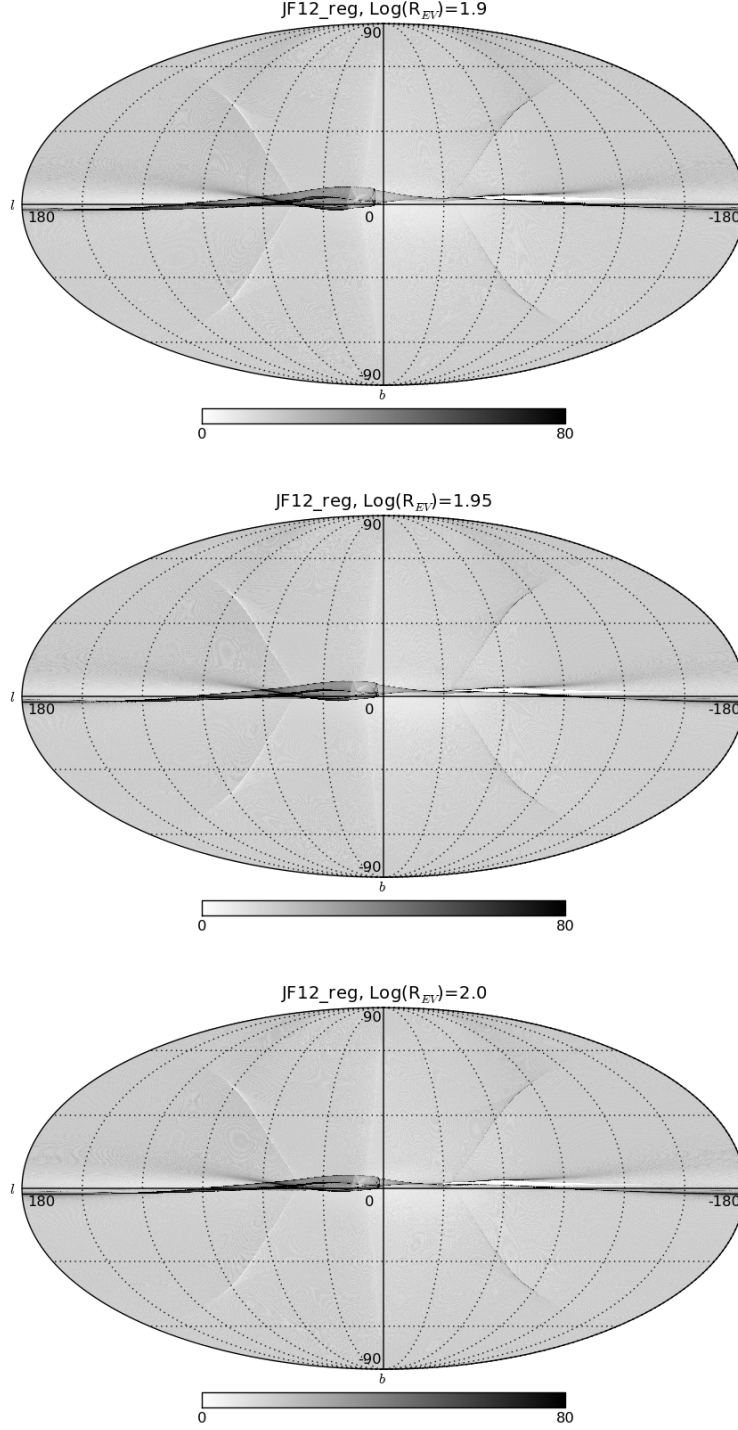 JF12_reg, Log(R_EV)=1.9
90
l 180 0 -180
-90
b
0 80
JF12_reg, Log(R_EV)=1.95
90
l 180 0 -180
-90
b
0 80
JF12_reg, Log(R_EV)=2.0
90
l 180 0 -180
-90
b
0 80